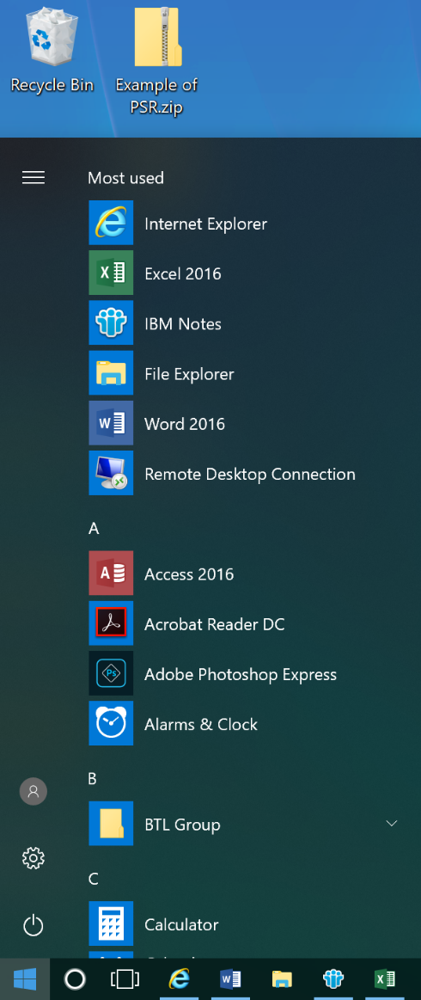 Recycle Bin
Example of
PSR.zip
Most used
Internet Explorer
Excel 2016
IBM Notes
File Explorer
Word 2016
Remote Desktop Connection
A
Access 2016
Acrobat Reader DC
Adobe Photoshop Express
Alarms & Clock
B
BTL Group
C
Calculator